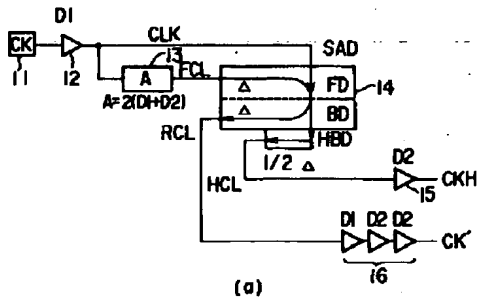 D1
CLK
SAD
CK
13
A
FCL
Δ
FD
14
11
12
A=2(D1+D2)
Δ
BD
RCL
HBD
1/2 Δ
D2
HCL
CKH
15
D1 D2 D2
CK'
16
(a)